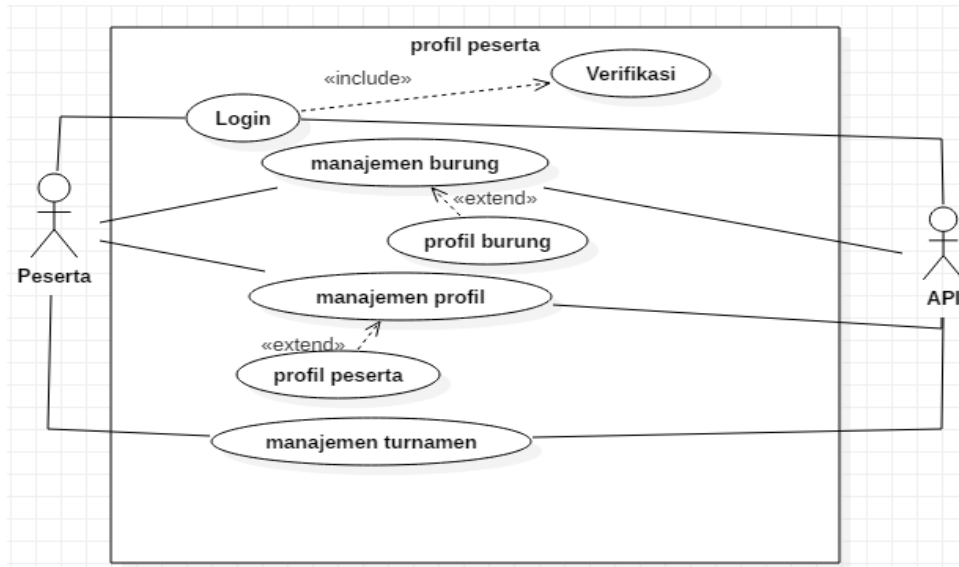 profil peserta
«include»
Verifikasi
Login
manajemen burung
«extend»
profil burung
Peserta
manajemen profil
API
«extend»
profil peserta
manajemen turnamen